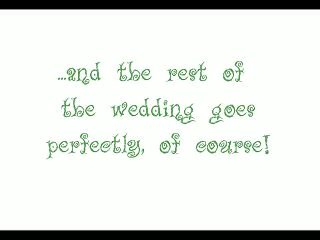 ...and the rest of
the wedding goes
perfectly, of course!